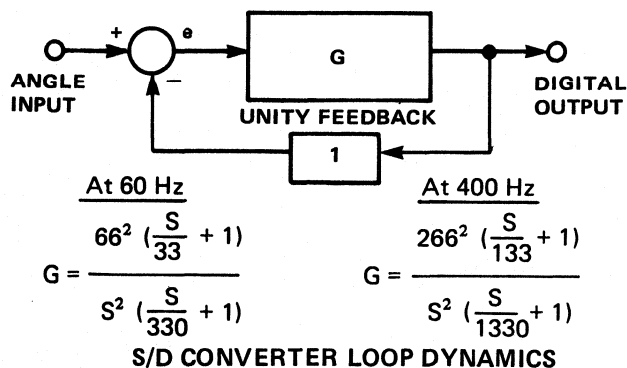 + e
G
−
ANGLE INPUT
DIGITAL OUTPUT
UNITY FEEDBACK
1
At 60 Hz
G = 66² (S/33 + 1) / S² (S/330 + 1)
At 400 Hz
G = 266² (S/133 + 1) / S² (S/1330 + 1)
S/D CONVERTER LOOP DYNAMICS